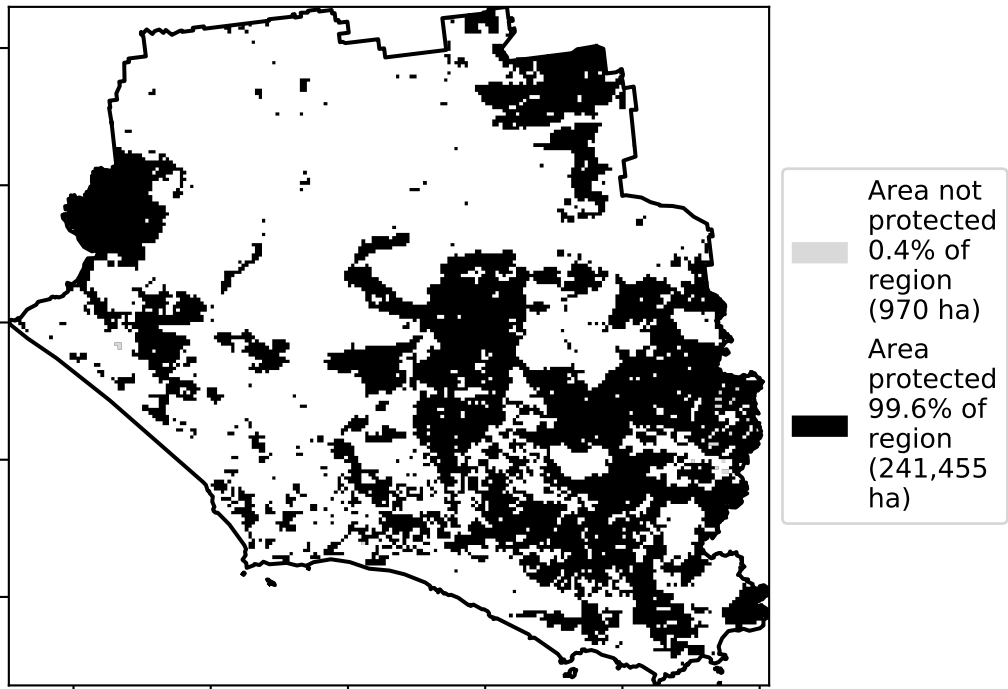 Area not
protected
0.4% of
region
(970 ha)
Area
protected
99.6% of
region
(241,455
ha)